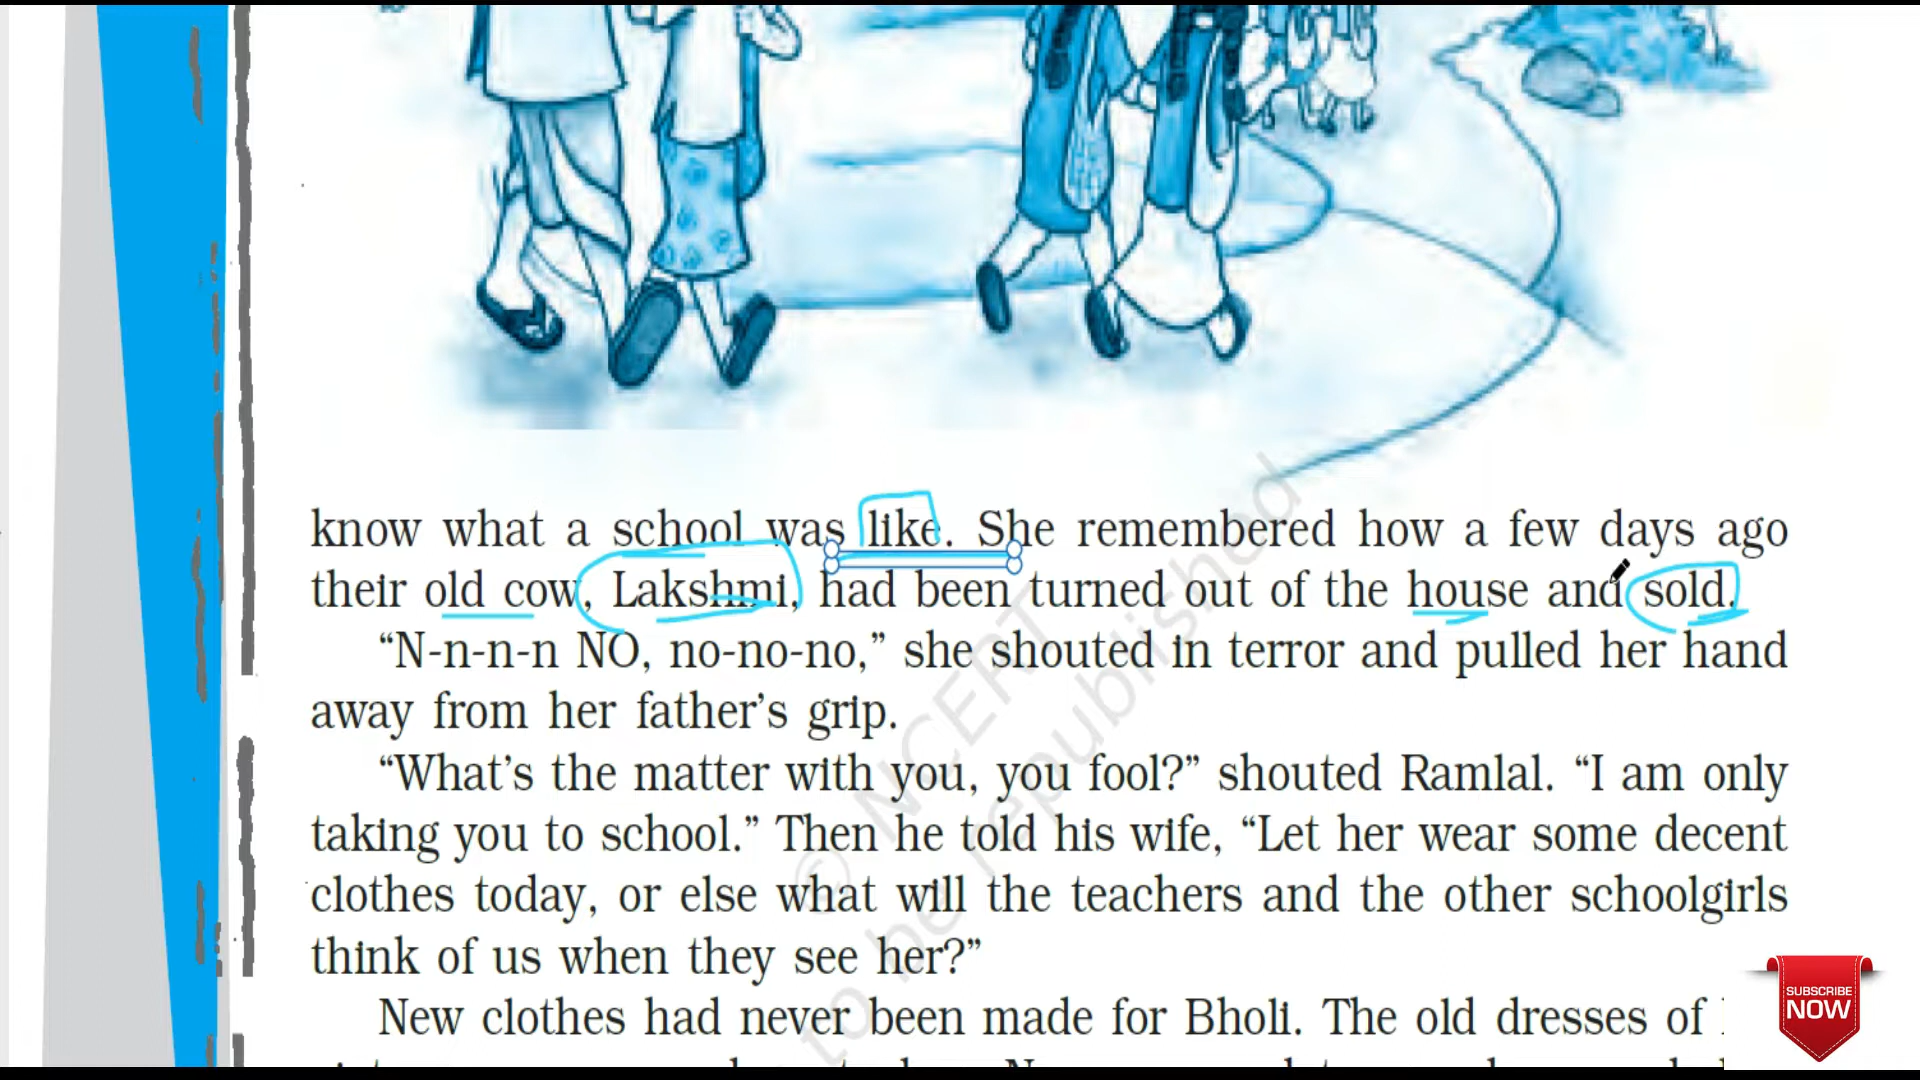 know what a school was like. She remembered how a few days ago
their old cow, Lakshmi, had been turned out of the house and sold.
“N-n-n-n NO, no-no-no,” she shouted in terror and pulled her hand
away from her father’s grip.
“What’s the matter with you, you fool?” shouted Ramlal. “I am only
taking you to school.” Then he told his wife, “Let her wear some decent
clothes today, or else what will the teachers and the other schoolgirls
think of us when they see her?”
New clothes had never been made for Bholi. The old dresses of
© NCERT
to be republished
SUBSCRIBE
NOW